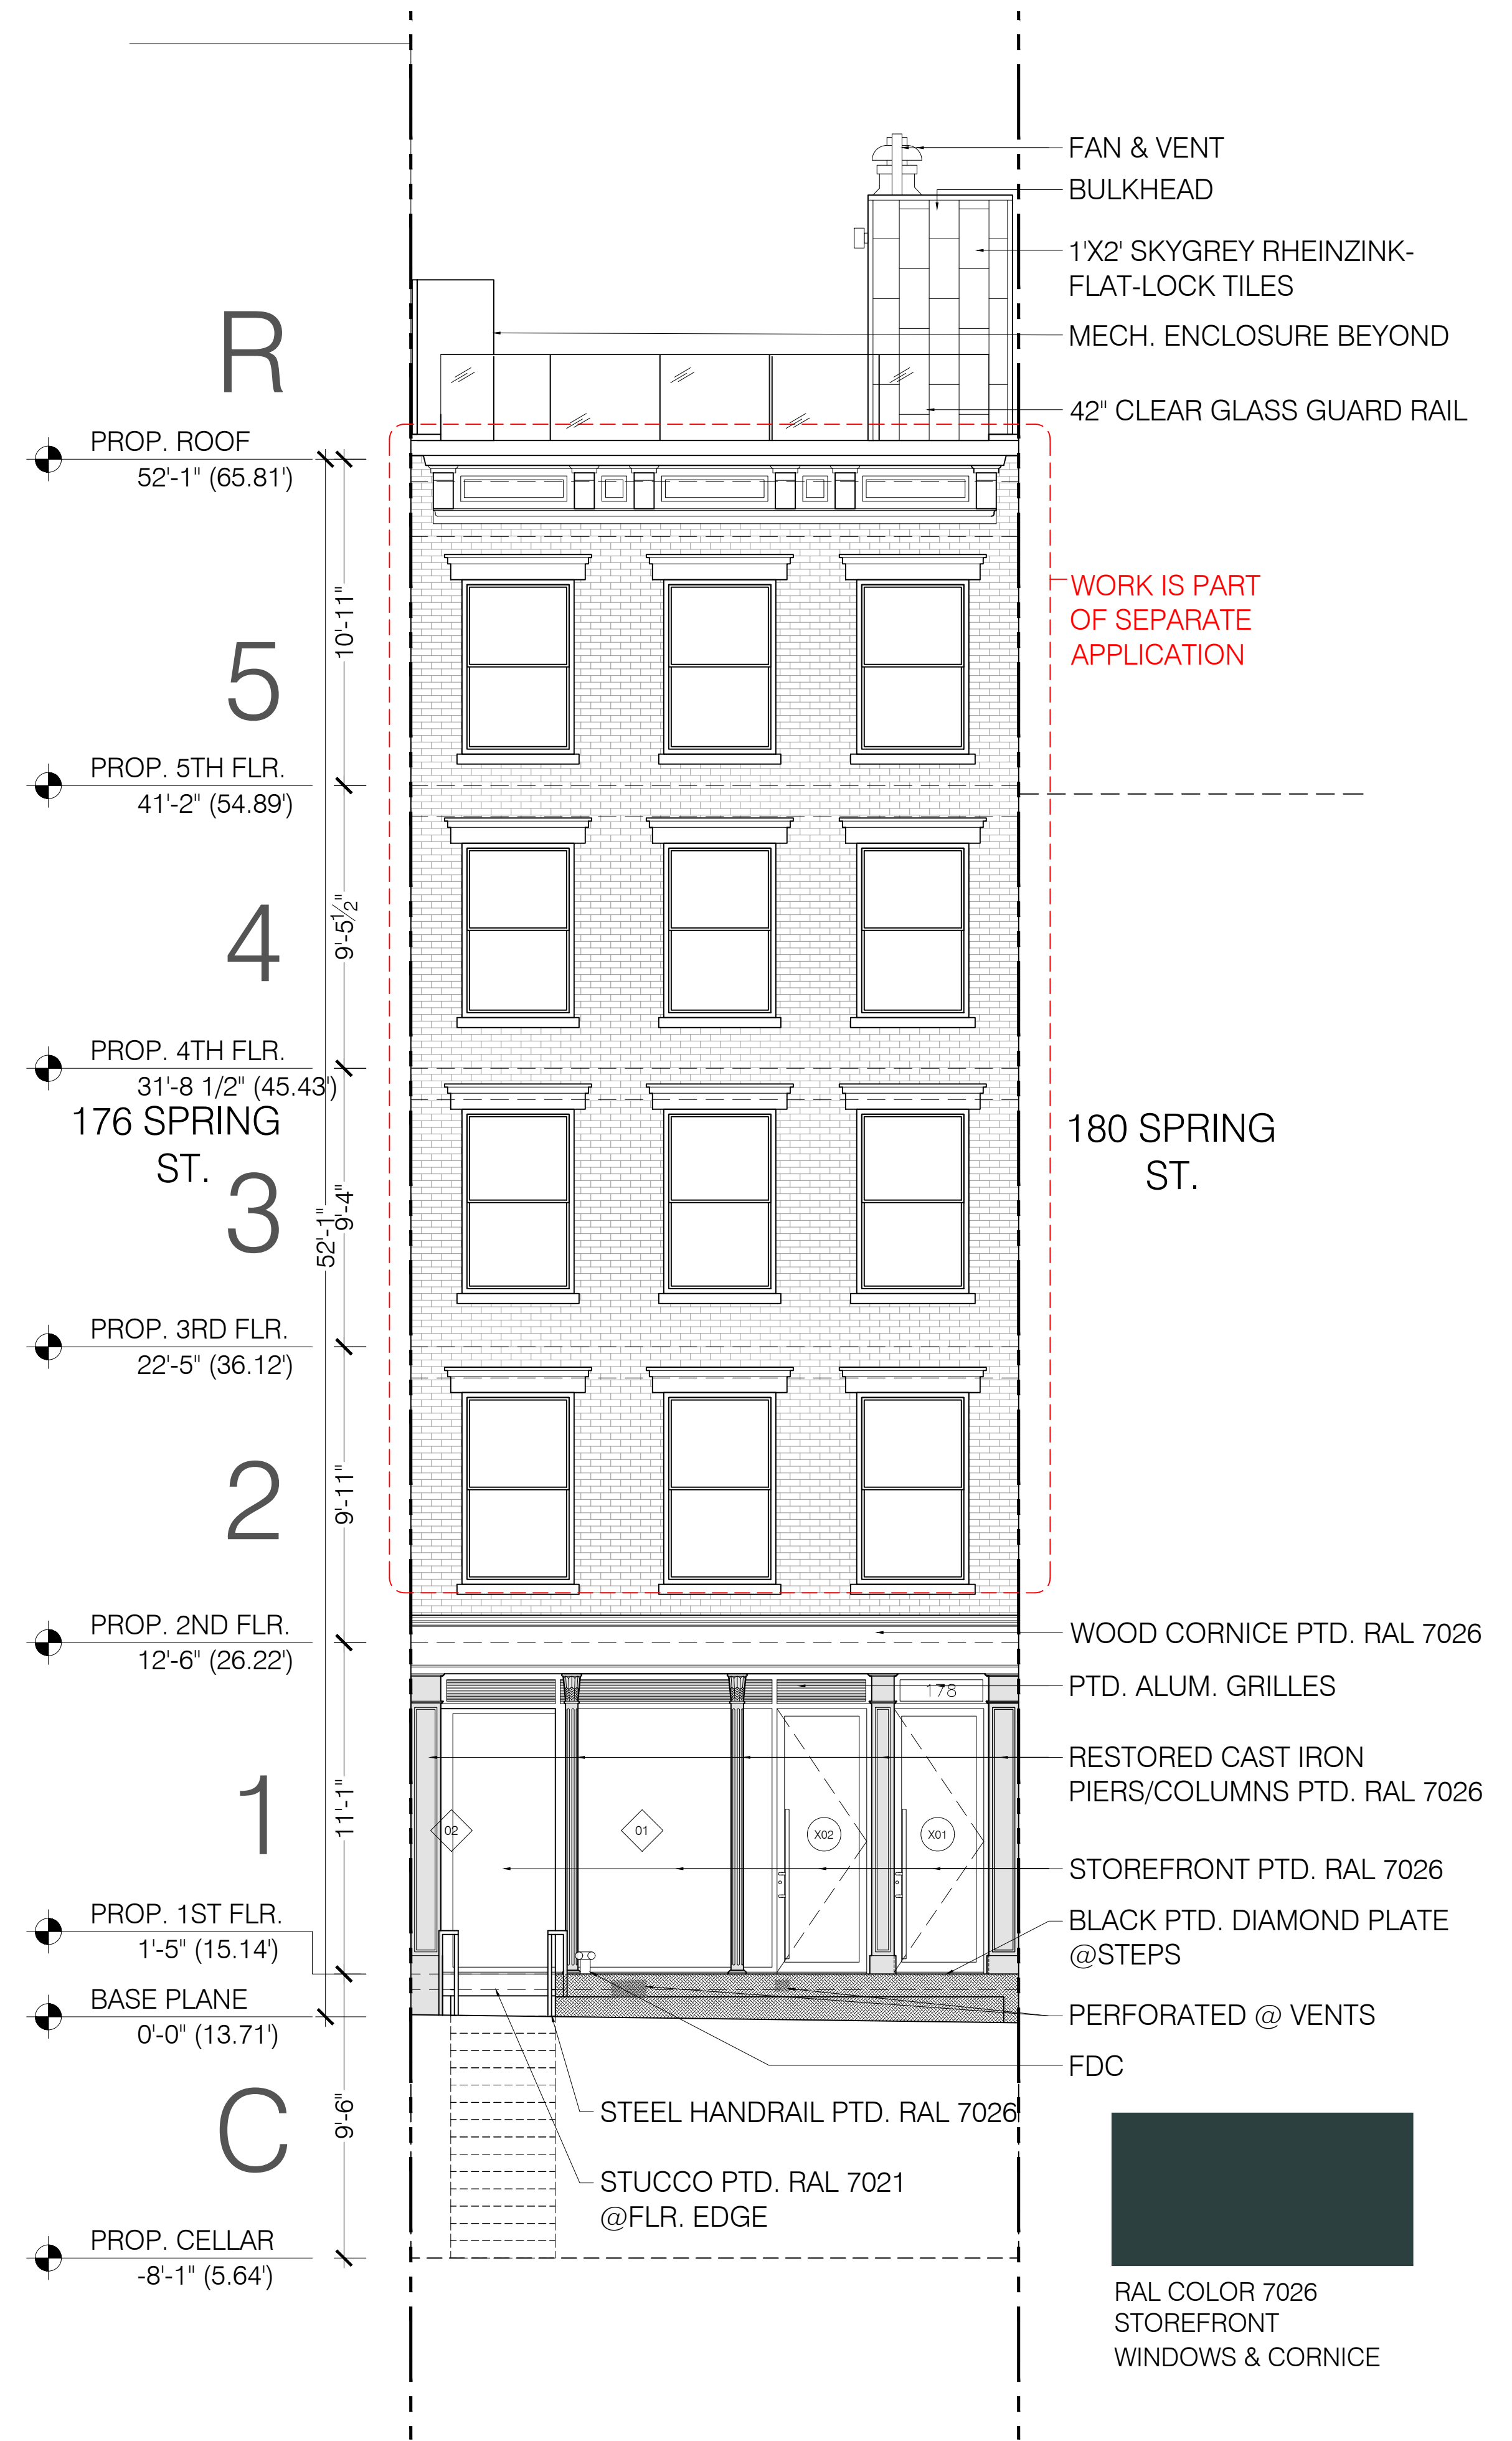 FAN & VENT
BULKHEAD
1'X2' SKYGREY RHEINZINK-
FLAT-LOCK TILES
MECH. ENCLOSURE BEYOND
42" CLEAR GLASS GUARD RAIL
R
PROP. ROOF
52'-1" (65.81')
10'-11"
WORK IS PART
OF SEPARATE
APPLICATION
5
PROP. 5TH FLR.
41'-2" (54.89')
4
9'-5½"
PROP. 4TH FLR.
31'-8 1/2" (45.43')
176 SPRING
ST.
180 SPRING
ST.
3
52'-1"
9'-4"
PROP. 3RD FLR.
22'-5" (36.12')
2
9'-11"
PROP. 2ND FLR.
12'-6" (26.22')
WOOD CORNICE PTD. RAL 7026
178
PTD. ALUM. GRILLES
RESTORED CAST IRON
PIERS/COLUMNS PTD. RAL 7026
1
11'-1"
02
01
X02
X01
STOREFRONT PTD. RAL 7026
PROP. 1ST FLR.
1'-5" (15.14')
BLACK PTD. DIAMOND PLATE
@STEPS
BASE PLANE
0'-0" (13.71')
PERFORATED @ VENTS
FDC
C
9'-6"
STEEL HANDRAIL PTD. RAL 7026
STUCCO PTD. RAL 7021
@FLR. EDGE
PROP. CELLAR
-8'-1" (5.64')
RAL COLOR 7026
STOREFRONT
WINDOWS & CORNICE